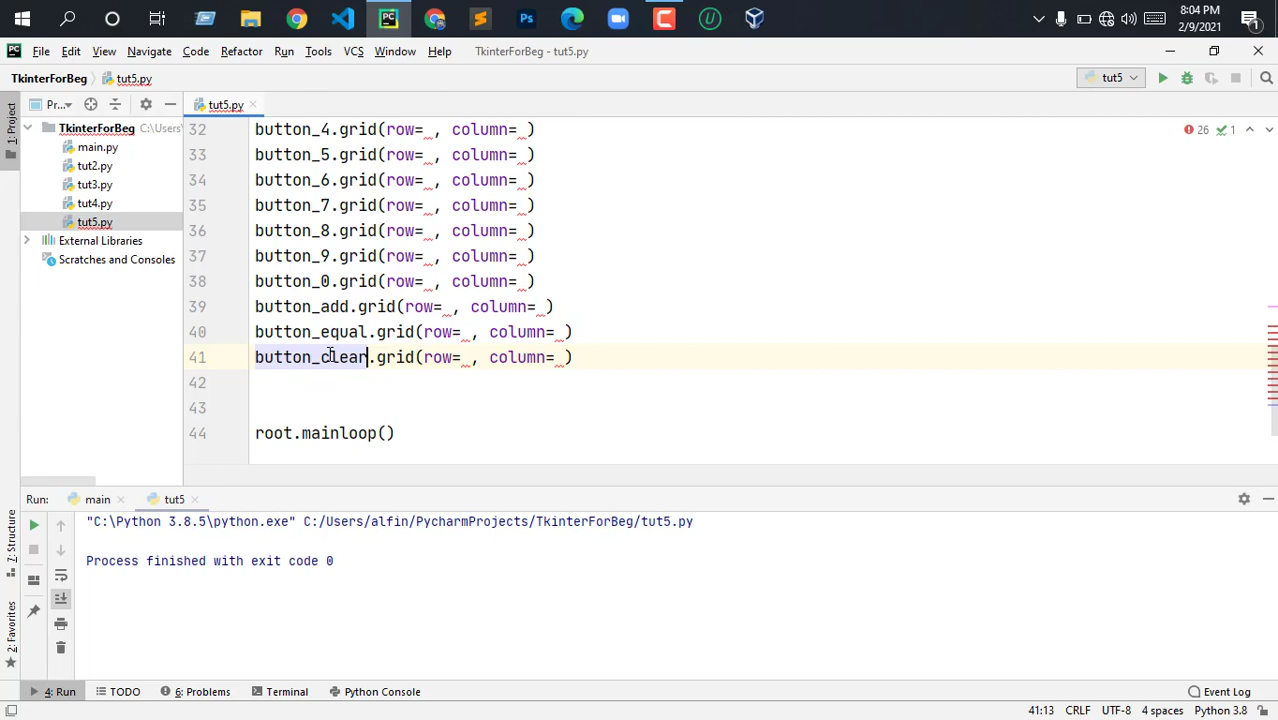 8:04 PM
2/9/2021
File Edit View Navigate Code Refactor Run Tools VCS Window Help TkinterForBeg - tut5.py
TkinterForBeg tut5.py
tut5
Pr...
tut5.py
1: Project
TkinterForBeg C:\Users\
main.py
tut2.py
tut3.py
tut4.py
tut5.py
External Libraries
Scratches and Consoles
26 1
32 button_4.grid(row= , column= )
33 button_5.grid(row= , column= )
34 button_6.grid(row= , column= )
35 button_7.grid(row= , column= )
36 button_8.grid(row= , column= )
37 button_9.grid(row= , column= )
38 button_0.grid(row= , column= )
39 button_add.grid(row= , column= )
40 button_equal.grid(row= , column= )
41 button_clear.grid(row= , column= )
42
43
44 root.mainloop()
Run: main tut5
"C:\Python 3.8.5\python.exe" C:/Users/alfin/PycharmProjects/TkinterForBeg/tut5.py
Process finished with exit code 0
7: Structure
2: Favorites
4: Run TODO 6: Problems Terminal Python Console Event Log
41:13 CRLF UTF-8 4 spaces Python 3.8